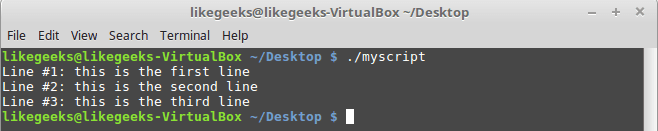 likegeeks@likegeeks-VirtualBox ~/Desktop
File Edit View Search Terminal Help
likegeeks@likegeeks-VirtualBox ~/Desktop $ ./myscript
Line #1: this is the first line
Line #2: this is the second line
Line #3: this is the third line
likegeeks@likegeeks-VirtualBox ~/Desktop $